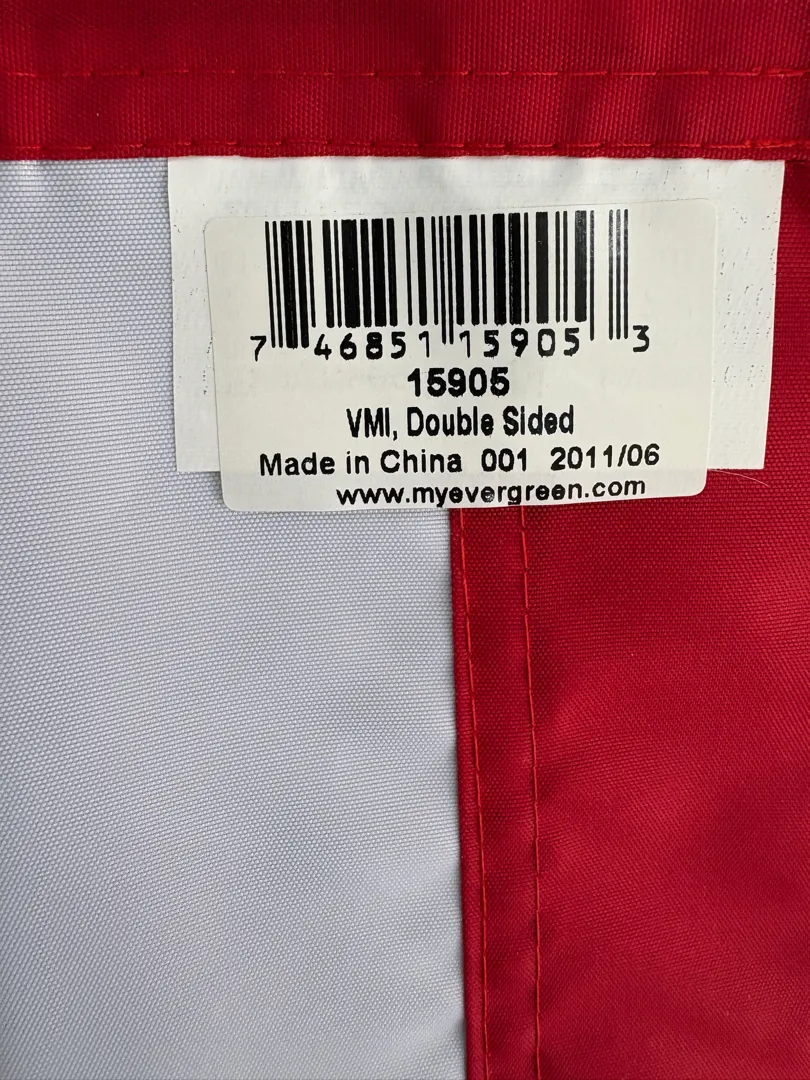 7 46851 15905 3
15905
VMI, Double Sided
Made in China 001 2011/06
www.myevergreen.com